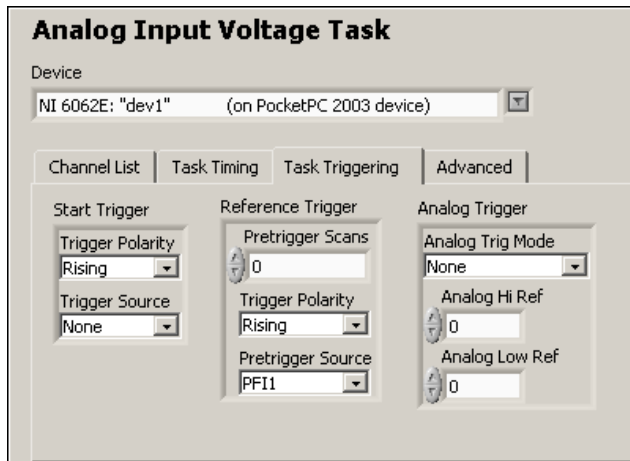 Analog Input Voltage Task
Device
NI 6062E: "dev1" (on PocketPC 2003 device)
Channel List Task Timing Task Triggering Advanced
Start Trigger
Trigger Polarity
Rising
Trigger Source
None
Reference Trigger
Pretrigger Scans
0
Trigger Polarity
Rising
Pretrigger Source
PFI1
Analog Trigger
Analog Trig Mode
None
Analog Hi Ref
0
Analog Low Ref
0